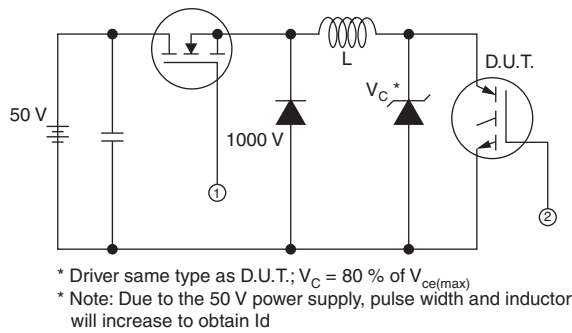 L
D.U.T.
V_C *
50 V
1000 V
①
②
* Driver same type as D.U.T.; V_C = 80 % of V_ce(max)
* Note: Due to the 50 V power supply, pulse width and inductor
will increase to obtain Id